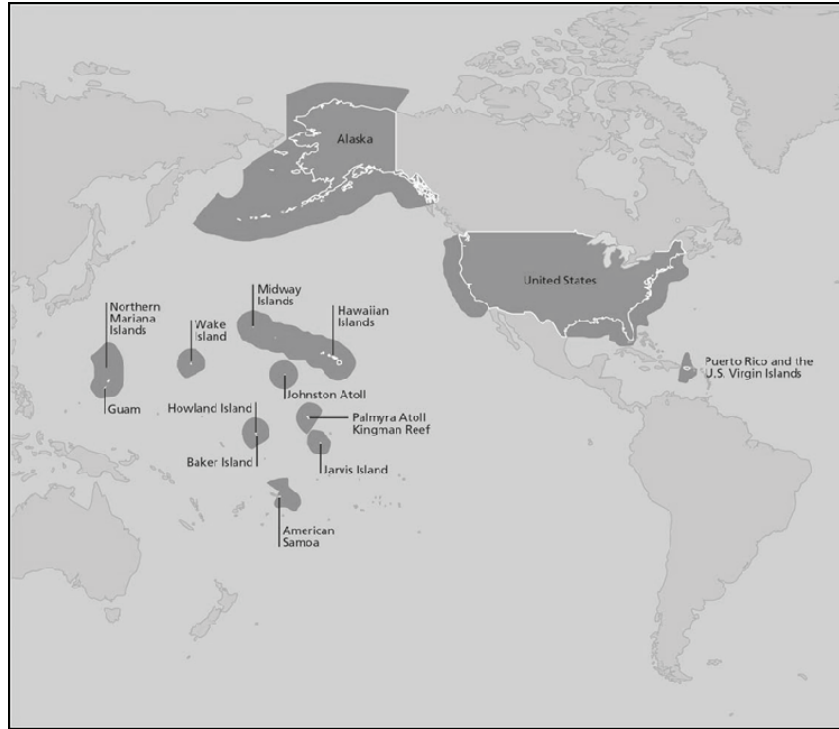 Alaska
United States
Midway
Islands
Hawaiian
Islands
Northern
Mariana
Islands
Wake
Island
Puerto Rico and the
U.S. Virgin Islands
Guam
Johnston Atoll
Howland Island
Palmyra Atoll
Kingman Reef
Baker Island
Jarvis Island
American
Samoa